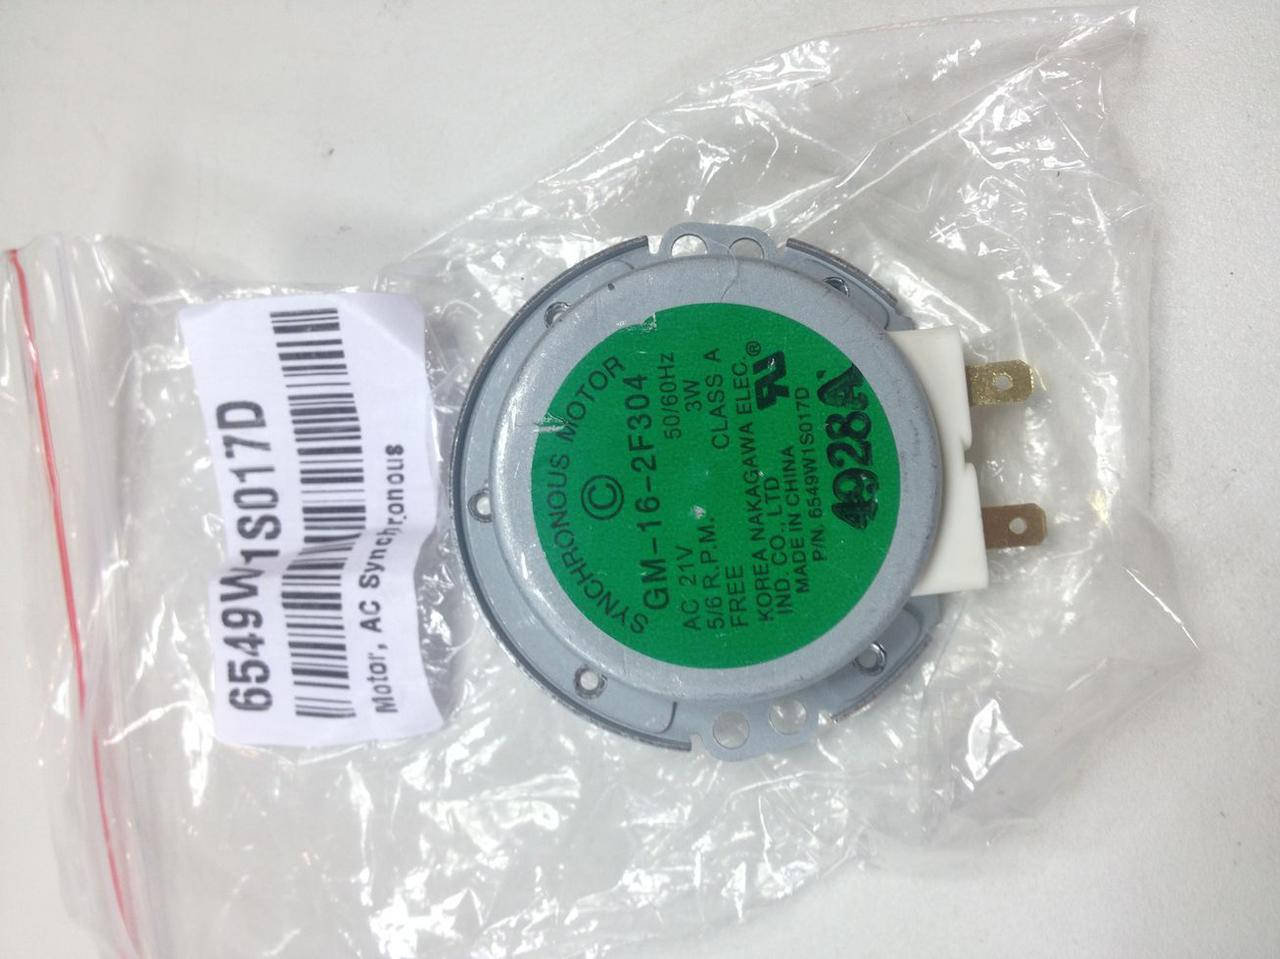 6549W1S017D
Motor, AC Synchronous
SYNCHRONOUS MOTOR
©
GM-16-2F304
AC 21V 50/60Hz
5/6 R.P.M. 3W
FREE CLASS A
KOREA NAKAGAWA ELEC.
IND. CO., LTD
MADE IN CHINA
P/N. 6549W1S017D
4928A